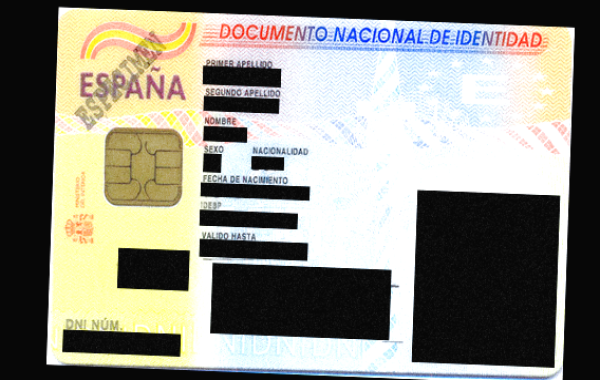 DOCUMENTO NACIONAL DE IDENTIDAD
ESPAÑA
ESPECIMEN
PRIMER APELLIDO
SEGUNDO APELLIDO
NOMBRE
SEXO NACIONALIDAD
FECHA DE NACIMIENTO
IDESP
VALIDO HASTA
DNI NÚM.